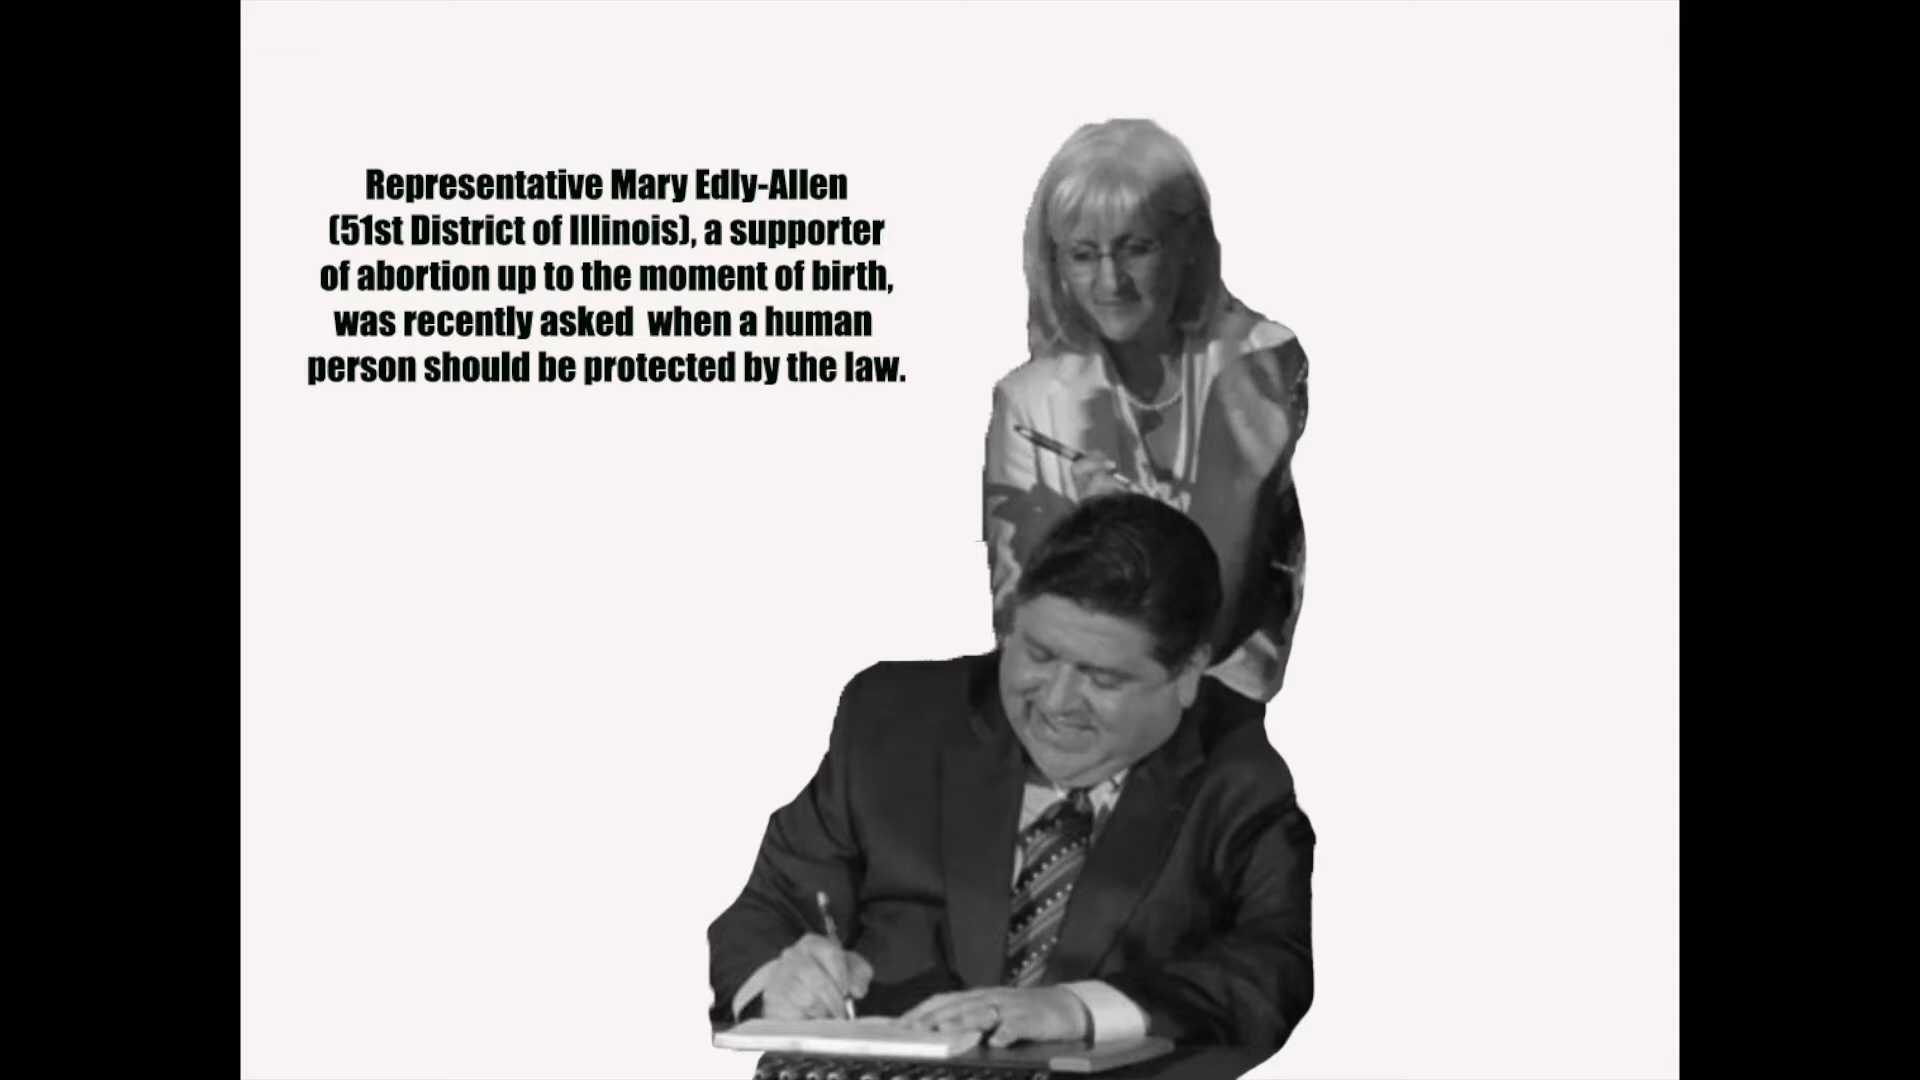 Representative Mary Edly-Allen
(51st District of Illinois), a supporter
of abortion up to the moment of birth,
was recently asked  when a human
person should be protected by the law.